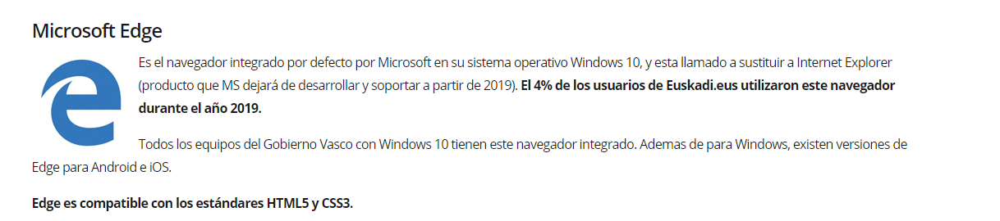 Microsoft Edge
Es el navegador integrado por defecto por Microsoft en su sistema operativo Windows 10, y esta llamado a sustituir a Internet Explorer
(producto que MS dejará de desarrollar y soportar a partir de 2019). El 4% de los usuarios de Euskadi.eus utilizaron este navegador
durante el año 2019.
Todos los equipos del Gobierno Vasco con Windows 10 tienen este navegador integrado. Ademas de para Windows, existen versiones de
Edge para Android e iOS.
Edge es compatible con los estándares HTML5 y CSS3.